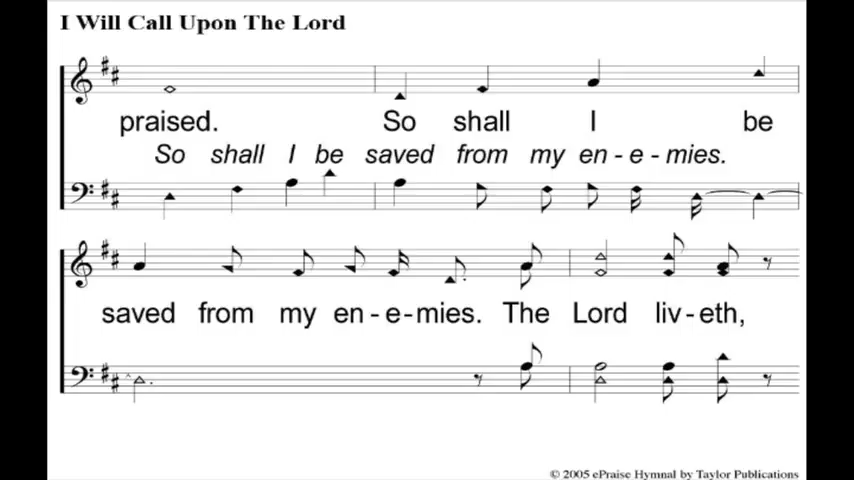 I Will Call Upon The Lord
praised. So shall I be
So shall I be saved from my en - e - mies.
saved from my en - e - mies. The Lord liv - eth,
© 2005 ePraise Hymnal by Taylor Publications